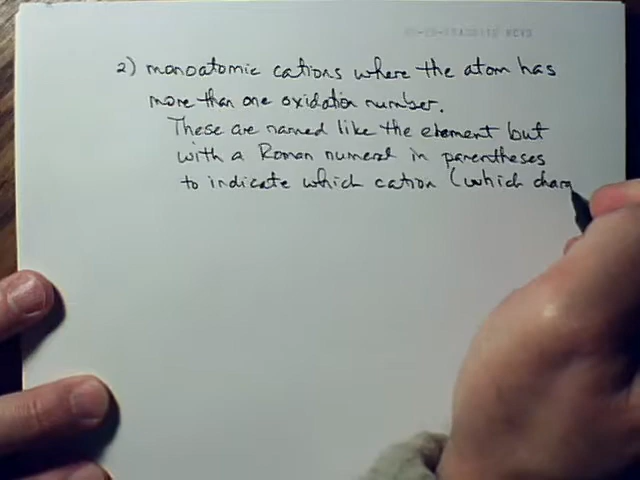 2) monoatomic cations where the atom has
more than one oxidation number.
These are named like the element but
with a Roman numeral in parentheses
to indicate which cation (which charg